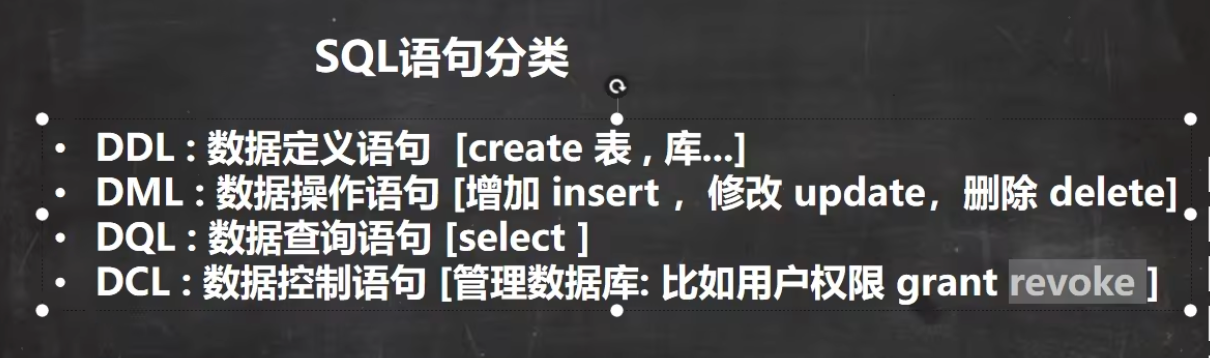 SQL语句分类
• DDL : 数据定义语句 [create 表 , 库...]
• DML : 数据操作语句 [增加 insert ，修改 update，删除 delete]
• DQL : 数据查询语句 [select ]
• DCL : 数据控制语句 [管理数据库: 比如用户权限 grant revoke ]